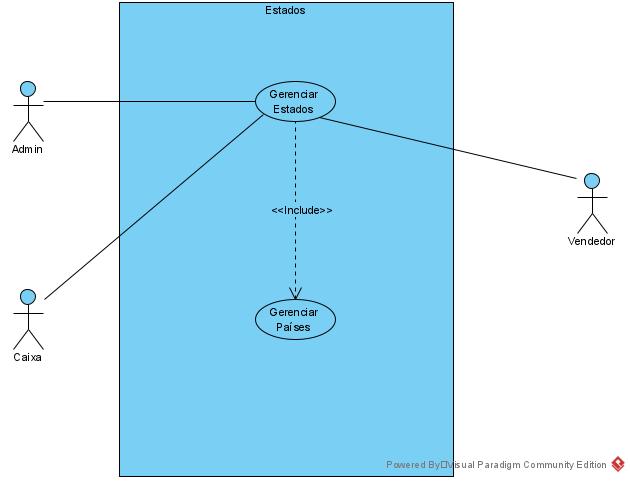 Estados
Gerenciar
Estados
Admin
<<Include>>
Vendedor
Gerenciar
Países
Caixa
Powered By Visual Paradigm Community Edition